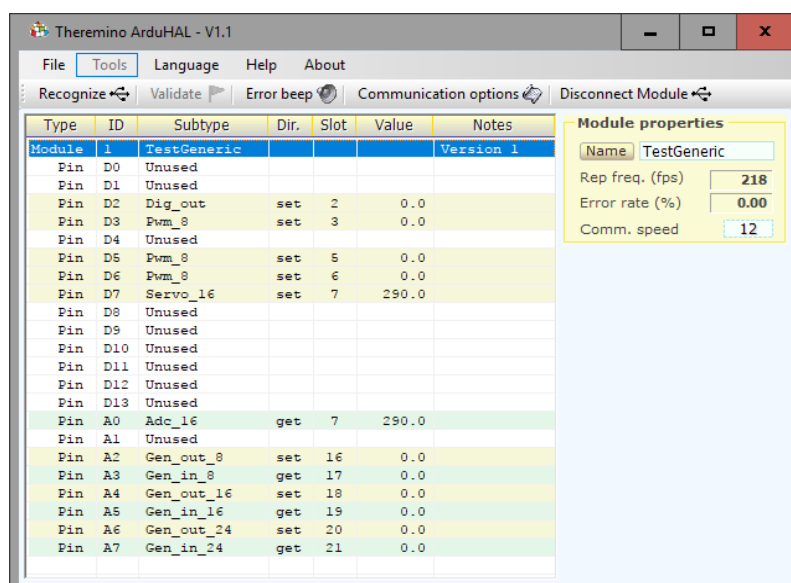 Theremino ArduHAL - V1.1
File Tools Language Help About
Recognize Validate Error beep Communication options Disconnect Module
Type ID Subtype Dir. Slot Value Notes
Module 1 TestGeneric Version 1
Pin D0 Unused
Pin D1 Unused
Pin D2 Dig_out set 2 0.0
Pin D3 Pwm_8 set 3 0.0
Pin D4 Unused
Pin D5 Pwm_8 set 5 0.0
Pin D6 Pwm_8 set 6 0.0
Pin D7 Servo_16 set 7 290.0
Pin D8 Unused
Pin D9 Unused
Pin D10 Unused
Pin D11 Unused
Pin D12 Unused
Pin D13 Unused
Pin A0 Adc_16 get 7 290.0
Pin A1 Unused
Pin A2 Gen_out_8 set 16 0.0
Pin A3 Gen_in_8 get 17 0.0
Pin A4 Gen_out_16 set 18 0.0
Pin A5 Gen_in_16 get 19 0.0
Pin A6 Gen_out_24 set 20 0.0
Pin A7 Gen_in_24 get 21 0.0
Module properties
Name TestGeneric
Rep freq. (fps) 218
Error rate (%) 0.00
Comm. speed 12